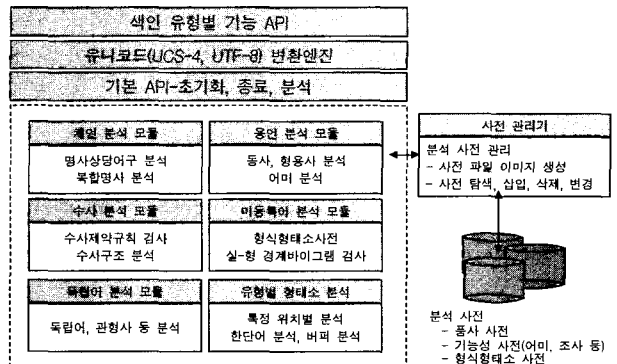 색인 유형별 기능 API
유니코드(UCS-4, UTF-8) 변환엔진
기본 API-초기화, 종료, 분석
체언 분석 모듈
명사상당어구 분석
복합명사 분석
용언 분석 모듈
동사, 형용사 분석
어미 분석
수사 분석 모듈
수사제약규칙 검사
수사구조 분석
미등록어 분석 모듈
형식형태소사전
실-형 경계바이그램 검사
독립어 분석 모듈
독립어, 관형사 등 분석
유형별 형태소 분석
특정 위치별 분석
한단어 분석, 버퍼 분석
사전 관리기
분석 사전 관리
- 사전 파일 이미지 생성
- 사전 탐색, 삽입, 삭제, 변경
분석 사전
- 품사 사전
- 기능성 사전(어미, 조사 등)
- 형식형태소 사전